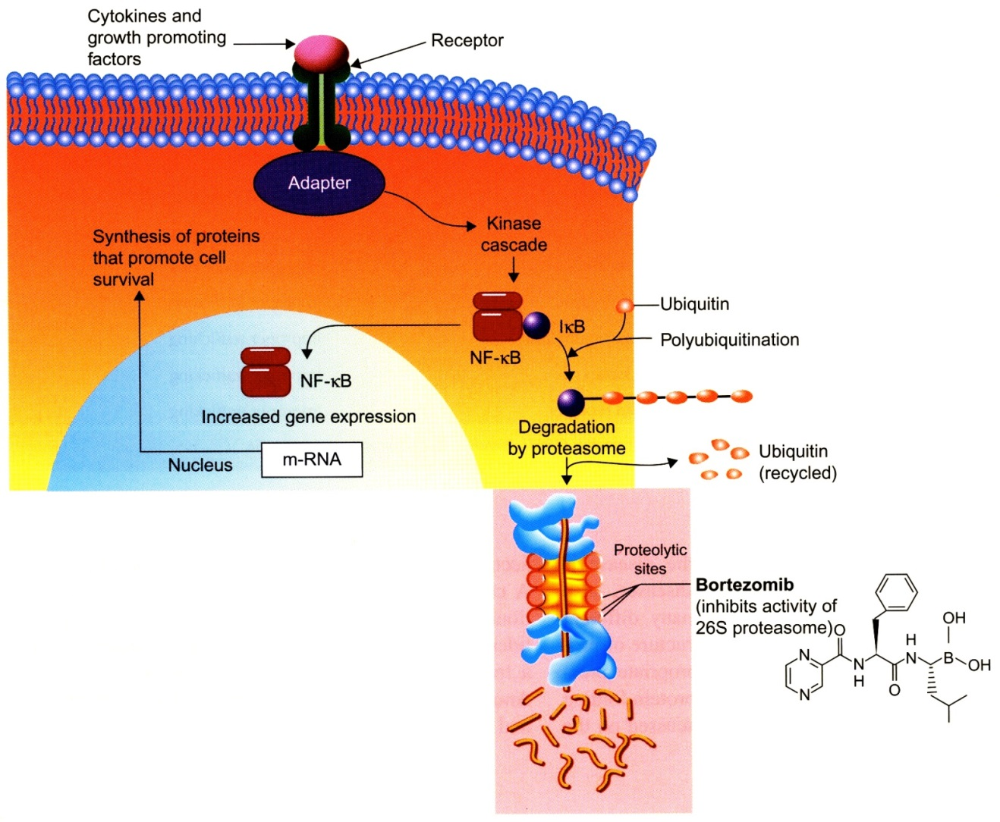 Cytokines and
growth promoting
factors
Receptor
Adapter
Kinase
cascade
Synthesis of proteins
that promote cell
survival
Ubiquitin
IκB
Polyubiquitination
NF-κB
NF-κB
Increased gene expression
Degradation
by proteasome
m-RNA
Nucleus
Ubiquitin
(recycled)
Proteolytic
sites
Bortezomib
(inhibits activity of
26S proteasome)
O
OH
H
N
B
OH
N
N
N
H
O